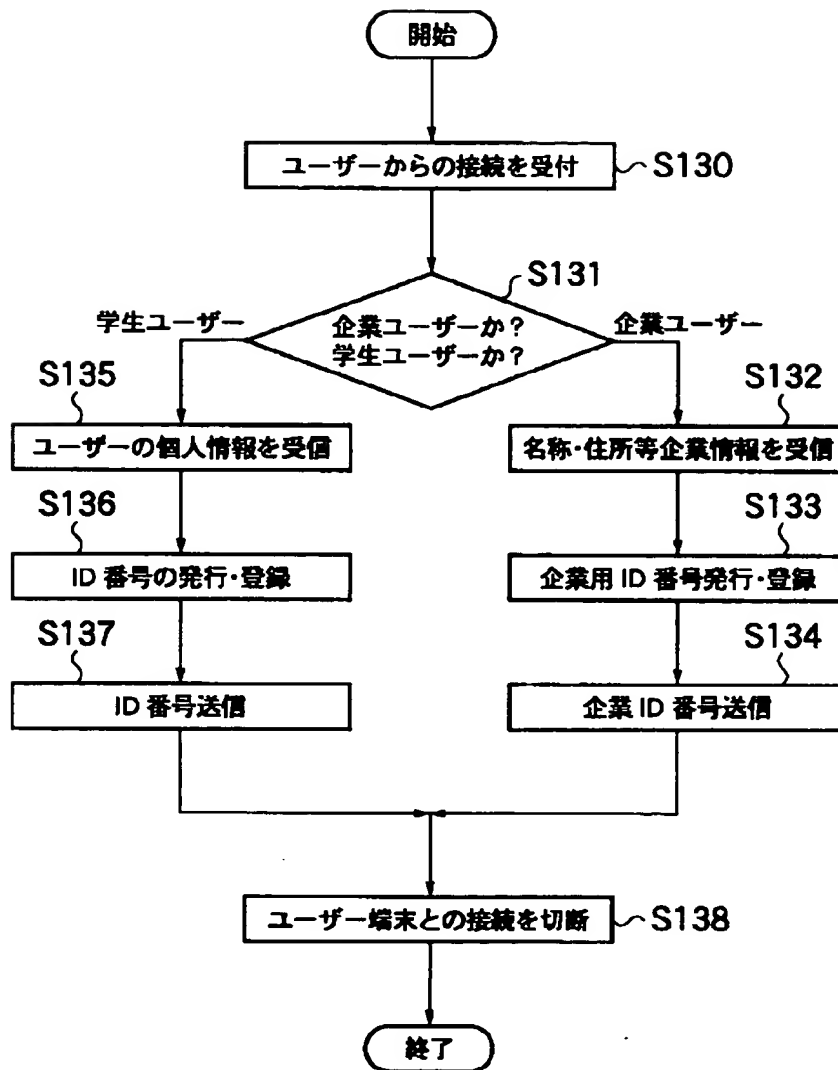 開始
ユーザーからの接続を受付
S130
S131
学生ユーザー
企業ユーザーか?
学生ユーザーか?
企業ユーザー
S135
ユーザーの個人情報を受信
S132
名称・住所等企業情報を受信
S136
ID 番号の発行・登録
S133
企業用 ID 番号発行・登録
S137
ID 番号送信
S134
企業 ID 番号送信
ユーザー端末との接続を切断
S138
終了